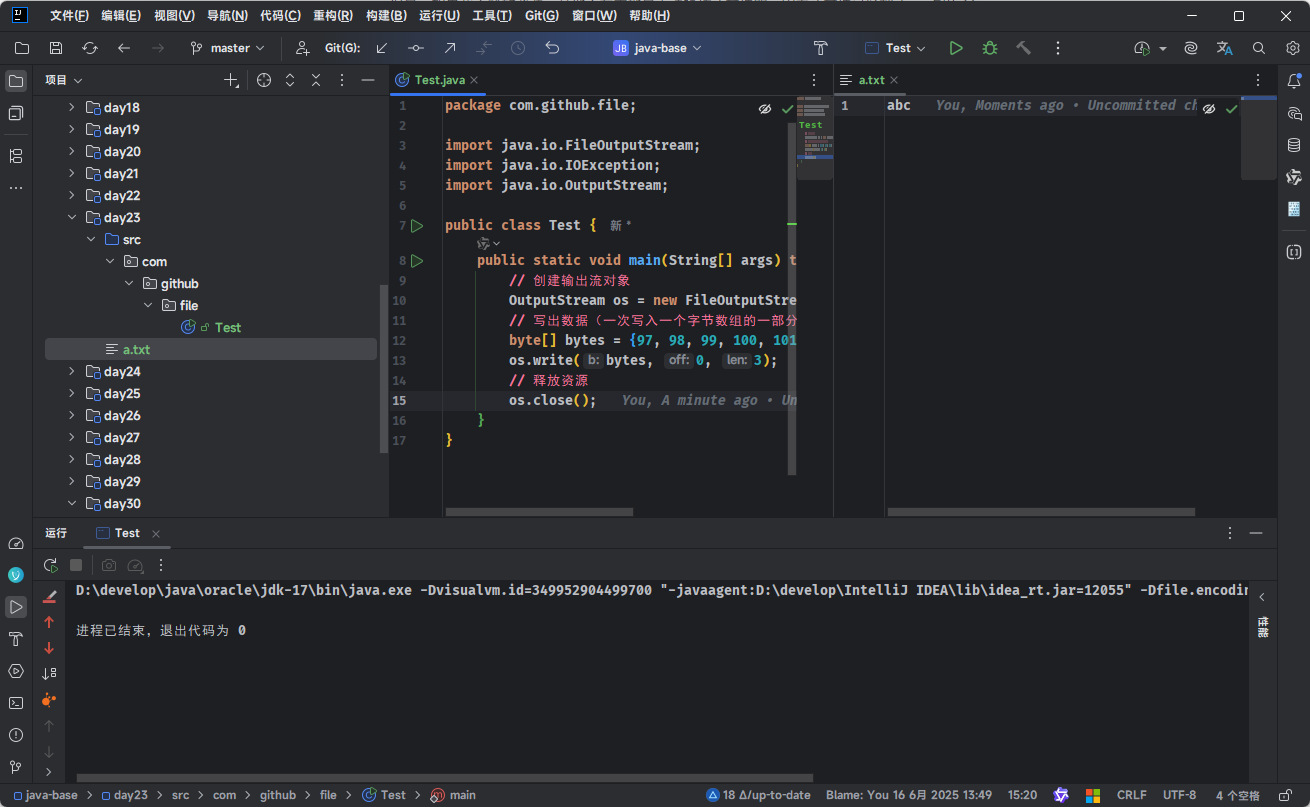 文件(F) 编辑(E) 视图(V) 导航(N) 代码(C) 重构(R) 构建(B) 运行(U) 工具(T) Git(G) 窗口(W) 帮助(H)
master Git(G): JB java-base Test
项目
Test.java
a.txt
day18
day19
day20
day21
day22
day23
src
com
github
file
Test
a.txt
day24
day25
day26
day27
day28
day29
day30
1 package com.github.file;
2
3 import java.io.FileOutputStream;
4 import java.io.IOException;
5 import java.io.OutputStream;
6
7 public class Test { 新 *
8 public static void main(String[] args) t
9 // 创建输出流对象
10 OutputStream os = new FileOutputStre
11 // 写出数据（一次写入一个字节数组的一部分
12 byte[] bytes = {97, 98, 99, 100, 101
13 os.write( b: bytes, off: 0, len: 3);
14 // 释放资源
15 os.close(); You, A minute ago • Un
16 }
17 }
Test
1 abc You, Moments ago • Uncommitted ch
运行 Test
D:\develop\java\oracle\jdk-17\bin\java.exe -Dvisualvm.id=349952904499700 "-javaagent:D:\develop\IntelliJ IDEA\lib\idea_rt.jar=12055" -Dfile.encodin
进程已结束，退出代码为 0
性能
java-base > day23 > src > com > github > file > Test > main
18 Δ/up-to-date Blame: You 16 6月 2025 13:49 15:20 CRLF UTF-8 4 个空格